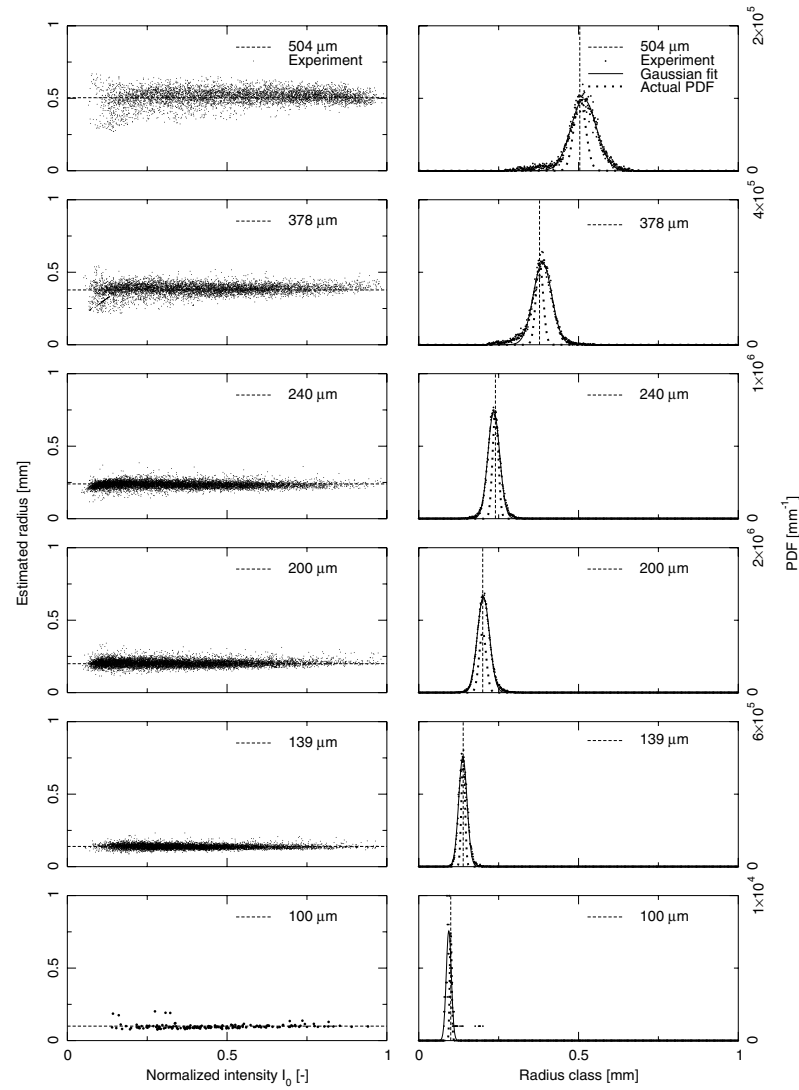 1
0.5
0
504 μm
Experiment
504 μm
Experiment
Gaussian fit
Actual PDF
2×10⁵
0
1
0.5
0
378 μm
378 μm
4×10⁵
0
1
0.5
0
240 μm
240 μm
1×10⁶
0
Estimated radius [mm]
PDF [mm⁻¹]
1
0.5
0
200 μm
200 μm
2×10⁶
0
1
0.5
0
139 μm
139 μm
6×10⁵
0
1
0.5
0
100 μm
100 μm
1×10⁴
0
0 0.5 1
0 0.5 1
Normalized intensity I₀ [-]
Radius class [mm]